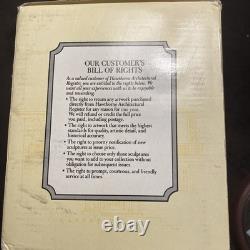 OUR CUSTOMER'S
BILL OF RIGHTS
As a valued customer of Hawthorne Architectural
Register, you are entitled to the rights below. We
want all your experiences with us to be enjoyable
and rewarding.
• The right to return any artwork purchased
directly from Hawthorne Architectural
Register for any reason for one year.
We will refund or credit the full price
you paid, including postage.
• The right to artwork that meets the highest
standards for quality, artistic detail, and
historical accuracy.
• The right to priority notification of new
sculptures at issue price.
• The right to choose only those sculptures
you want to add to your collection without
obligation for subsequent issues.
• The right to prompt, courteous, and friendly
service at all times.